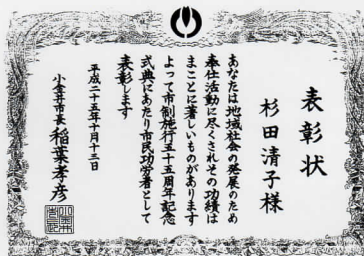 表彰状
杉田清子様
あなたは地域社会の発展のため
奉仕活動に尽くされその功績は
まことに著しいものがあります
よって市制施行五十五周年記念
式典にあたり市民功労者として
表彰します
平成二十五年十月十三日
小金井市長 稲葉孝彦